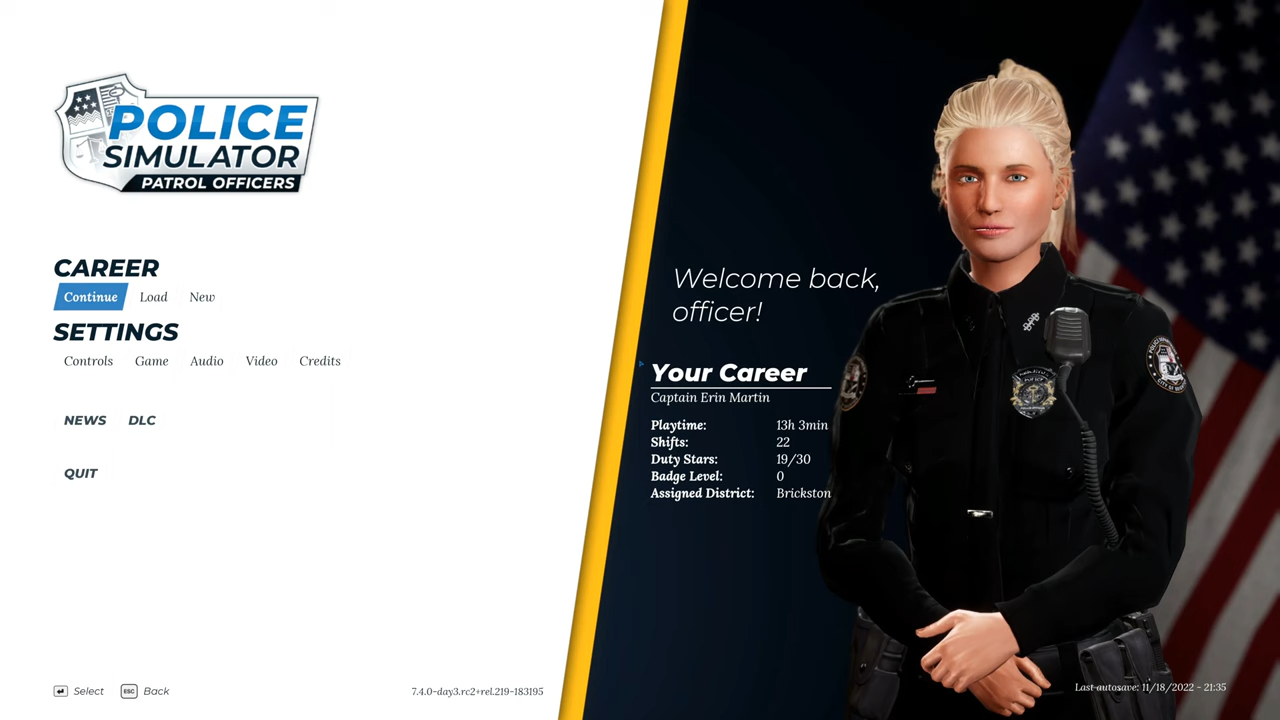 POLICE
SIMULATOR
PATROL OFFICERS
CAREER
Continue Load New
SETTINGS
Controls Game Audio Video Credits
NEWS DLC
QUIT
Welcome back,
officer!
Your Career
Captain Erin Martin
Playtime: 13h 3min
Shifts: 22
Duty Stars: 19/30
Badge Level: 0
Assigned District: Brickston
Select ESC Back
7.4.0-day3.rc2+rel.219-183195
Last autosave: 11/18/2022 - 21:35